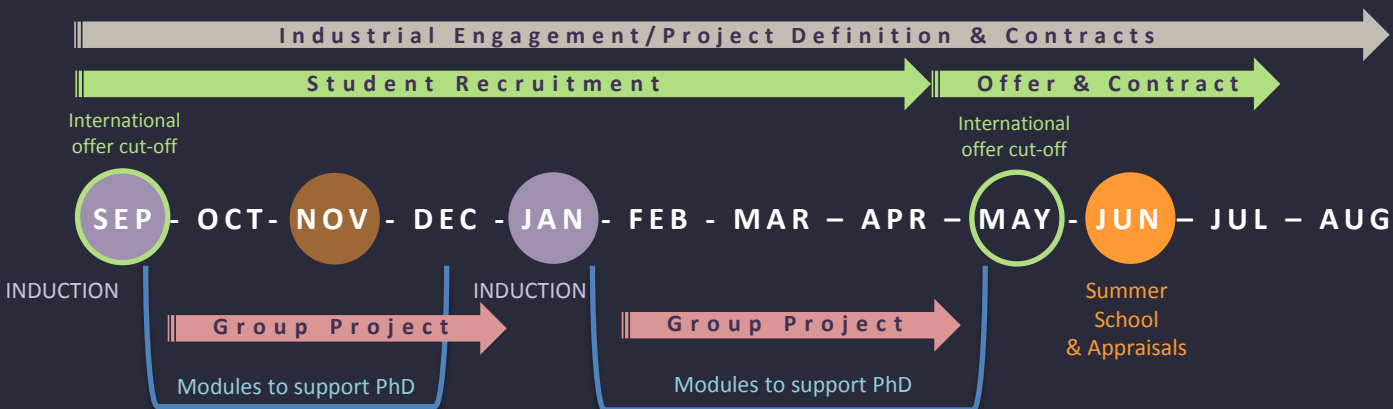 Industrial Engagement/Project Definition & Contracts
Student Recruitment
Offer & Contract
International
offer cut-off
International
offer cut-off
SEP - OCT- NOV - DEC - JAN - FEB - MAR – APR – MAY - JUN – JUL – AUG
INDUCTION
INDUCTION
Summer
School
& Appraisals
Group Project
Group Project
Modules to support PhD
Modules to support PhD